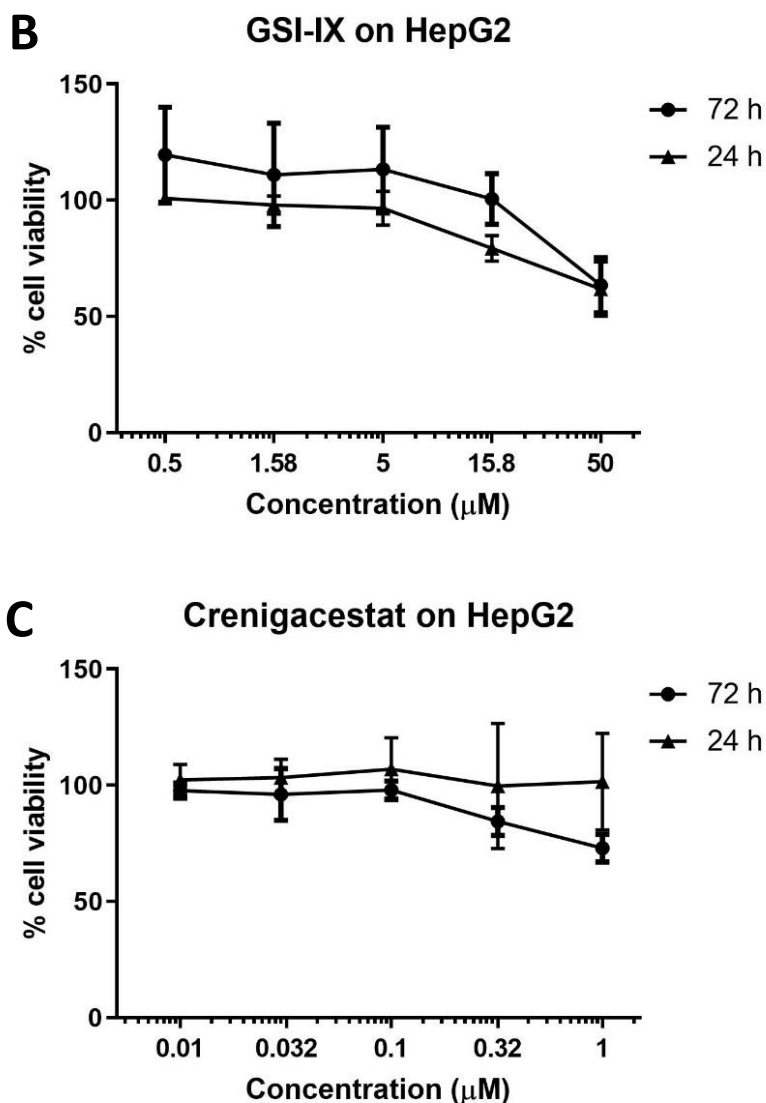 B
GSI-IX on HepG2
150
100
50
0
% cell viability
72 h
24 h
0.5 1.58 5 15.8 50
Concentration (μM)
C
Crenigacestat on HepG2
150
100
50
0
% cell viability
72 h
24 h
0.01 0.032 0.1 0.32 1
Concentration (μM)